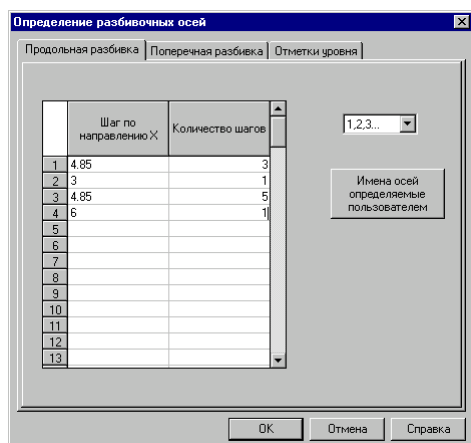 Определение разбивочных осей
Продольная разбивка Поперечная разбивка Отметки уровня
Шаг по направлению X Количество шагов
1 4.85 3
2 3 1
3 4.85 5
4 6 1
5
6
7
8
9
10
11
12
13
1,2,3...
Имена осей
определяемые
пользователем
OK Отмена Справка